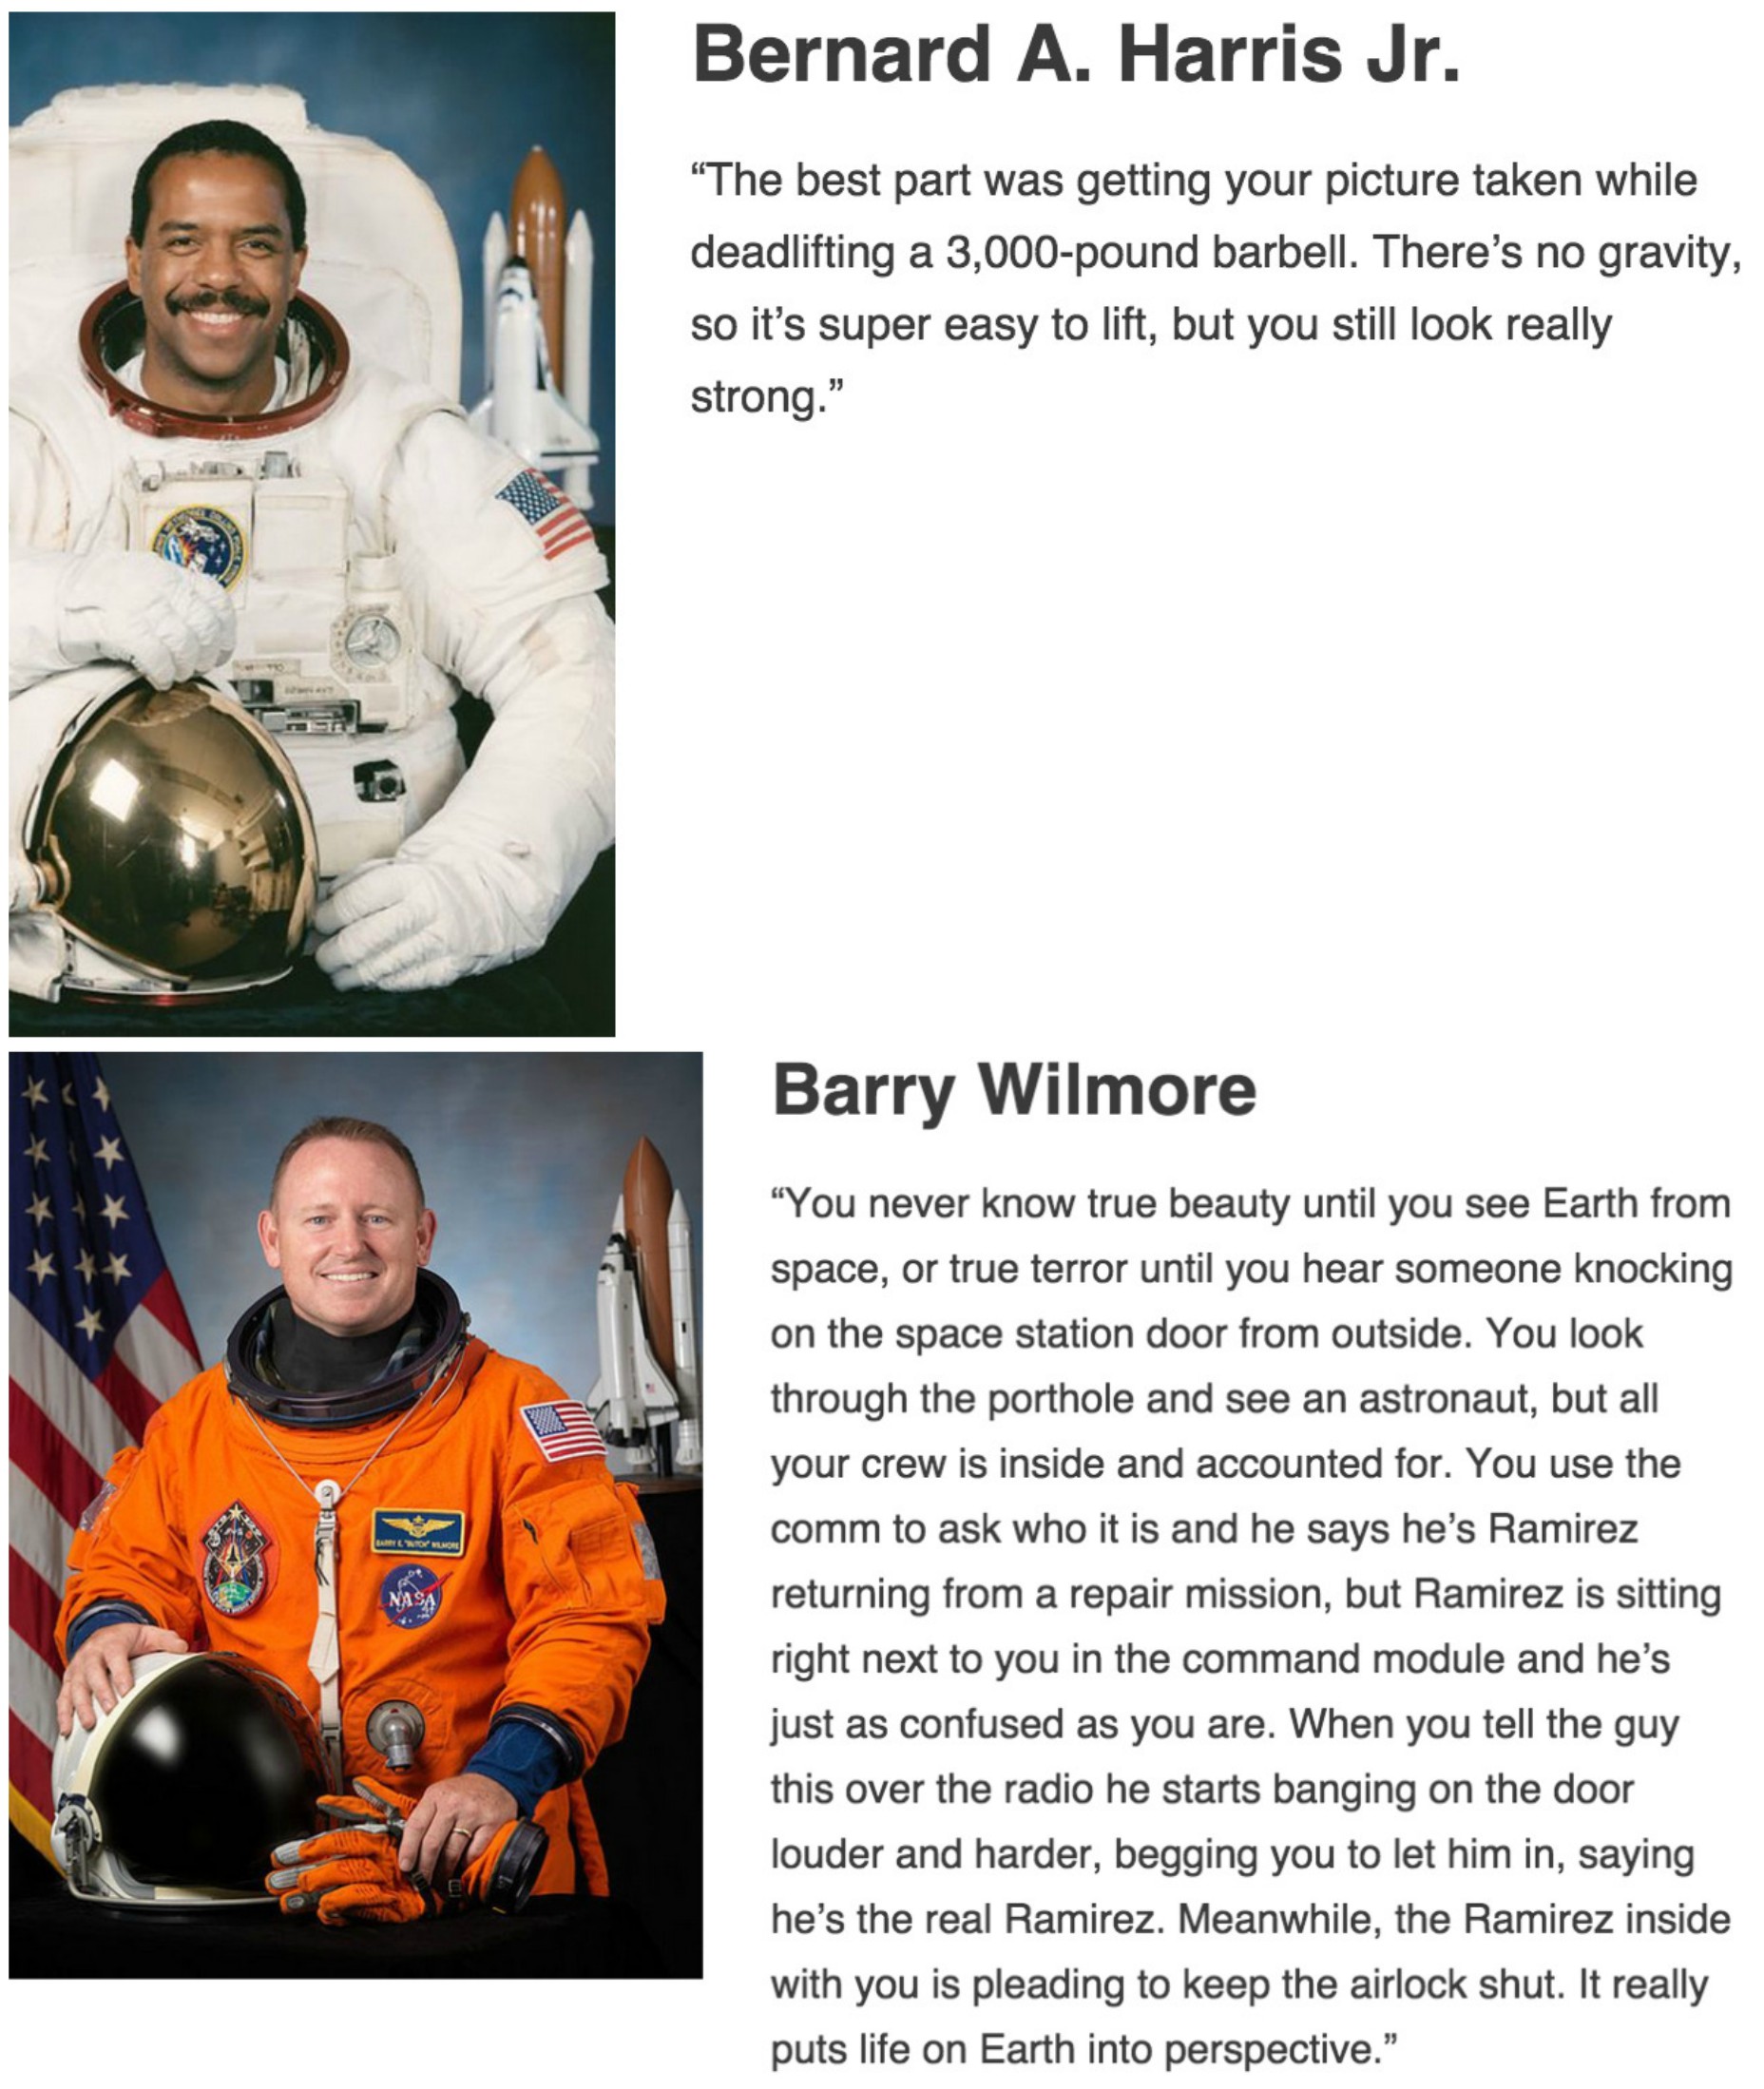 Bernard A. Harris Jr.
“The best part was getting your picture taken while
deadlifting a 3,000-pound barbell. There’s no gravity,
so it’s super easy to lift, but you still look really
strong.”
Barry Wilmore
“You never know true beauty until you see Earth from
space, or true terror until you hear someone knocking
on the space station door from outside. You look
through the porthole and see an astronaut, but all
your crew is inside and accounted for. You use the
comm to ask who it is and he says he’s Ramirez
returning from a repair mission, but Ramirez is sitting
right next to you in the command module and he’s
just as confused as you are. When you tell the guy
this over the radio he starts banging on the door
louder and harder, begging you to let him in, saying
he’s the real Ramirez. Meanwhile, the Ramirez inside
with you is pleading to keep the airlock shut. It really
puts life on Earth into perspective.”
BARRY E. "BUTCH" WILMORE
NASA